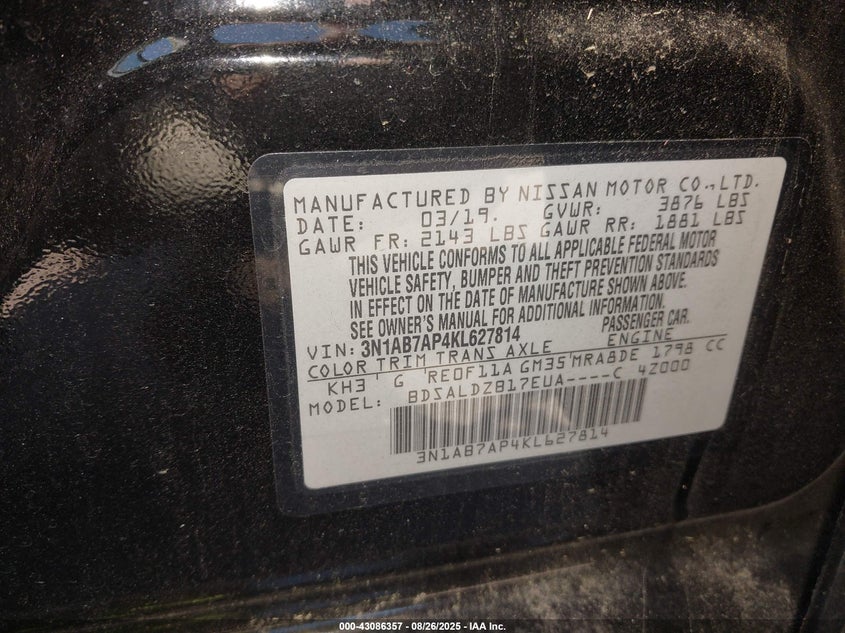 MANUFACTURED BY NISSAN MOTOR CO.,LTD.
DATE: 03/19. GVWR: 3876 LBS
GAWR FR: 2143 LBS GAWR RR: 1881 LBS
THIS VEHICLE CONFORMS TO ALL APPLICABLE FEDERAL MOTOR
VEHICLE SAFETY, BUMPER AND THEFT PREVENTION STANDARDS
IN EFFECT ON THE DATE OF MANUFACTURE SHOWN ABOVE.
SEE OWNER'S MANUAL FOR ADDITIONAL INFORMATION.
VIN: 3N1AB7AP4KL627814 PASSENGER CAR.
COLOR TRIM TRANS AXLE ENGINE
KH3 G RE0F11A GM35 MRA8DE 1798 CC
MODEL: BDSALDZB17EUA----C 4Z000
3N1AB7AP4KL627814
000-43086357 - 08/26/2025 - IAA Inc.